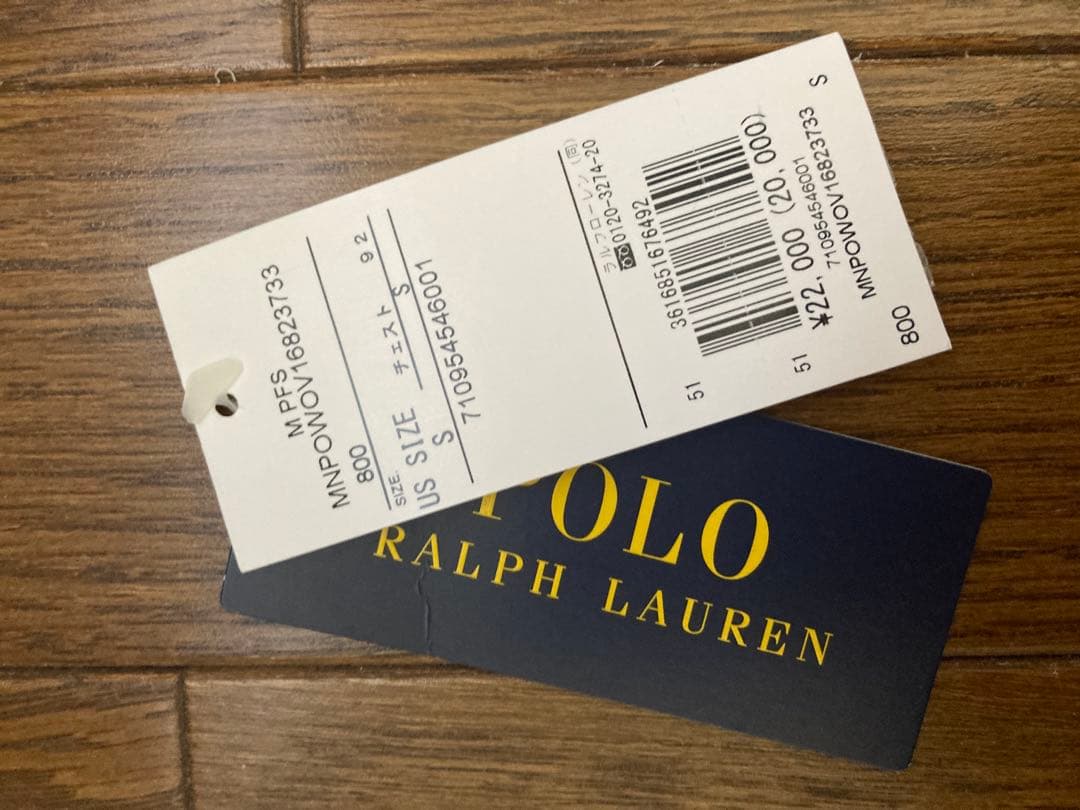 M PFS
MNPOWOV16823733
800
SIZE チェスト 92
US SIZE S
S
710954546001
ラルフローレン (同)
0120-3274-20
3616851676492
51
51
¥22,000 (20,000)
710954546001
MNPOWOV16823733 S
800
POLO
RALPH LAUREN